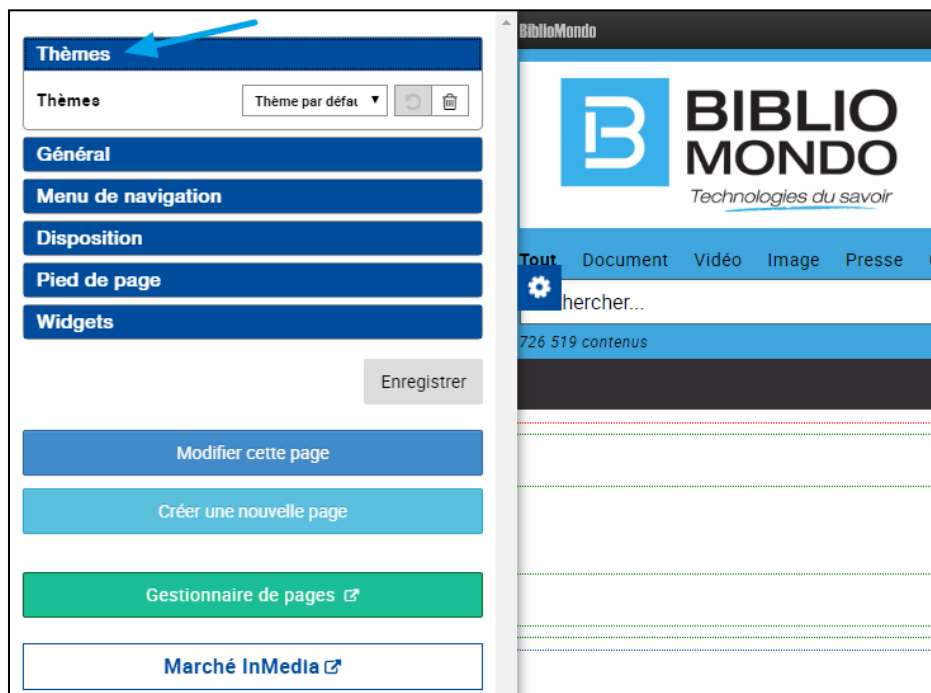 Thèmes
Thèmes
Thème par défau
Général
Menu de navigation
Disposition
Pied de page
Widgets
Enregistrer
Modifier cette page
Créer une nouvelle page
Gestionnaire de pages
Marché InMedia
BiblioMondo
BIBLIO
MONDO
Technologies du savoir
Tout Document Vidéo Image Presse
hercher...
726 519 contenus